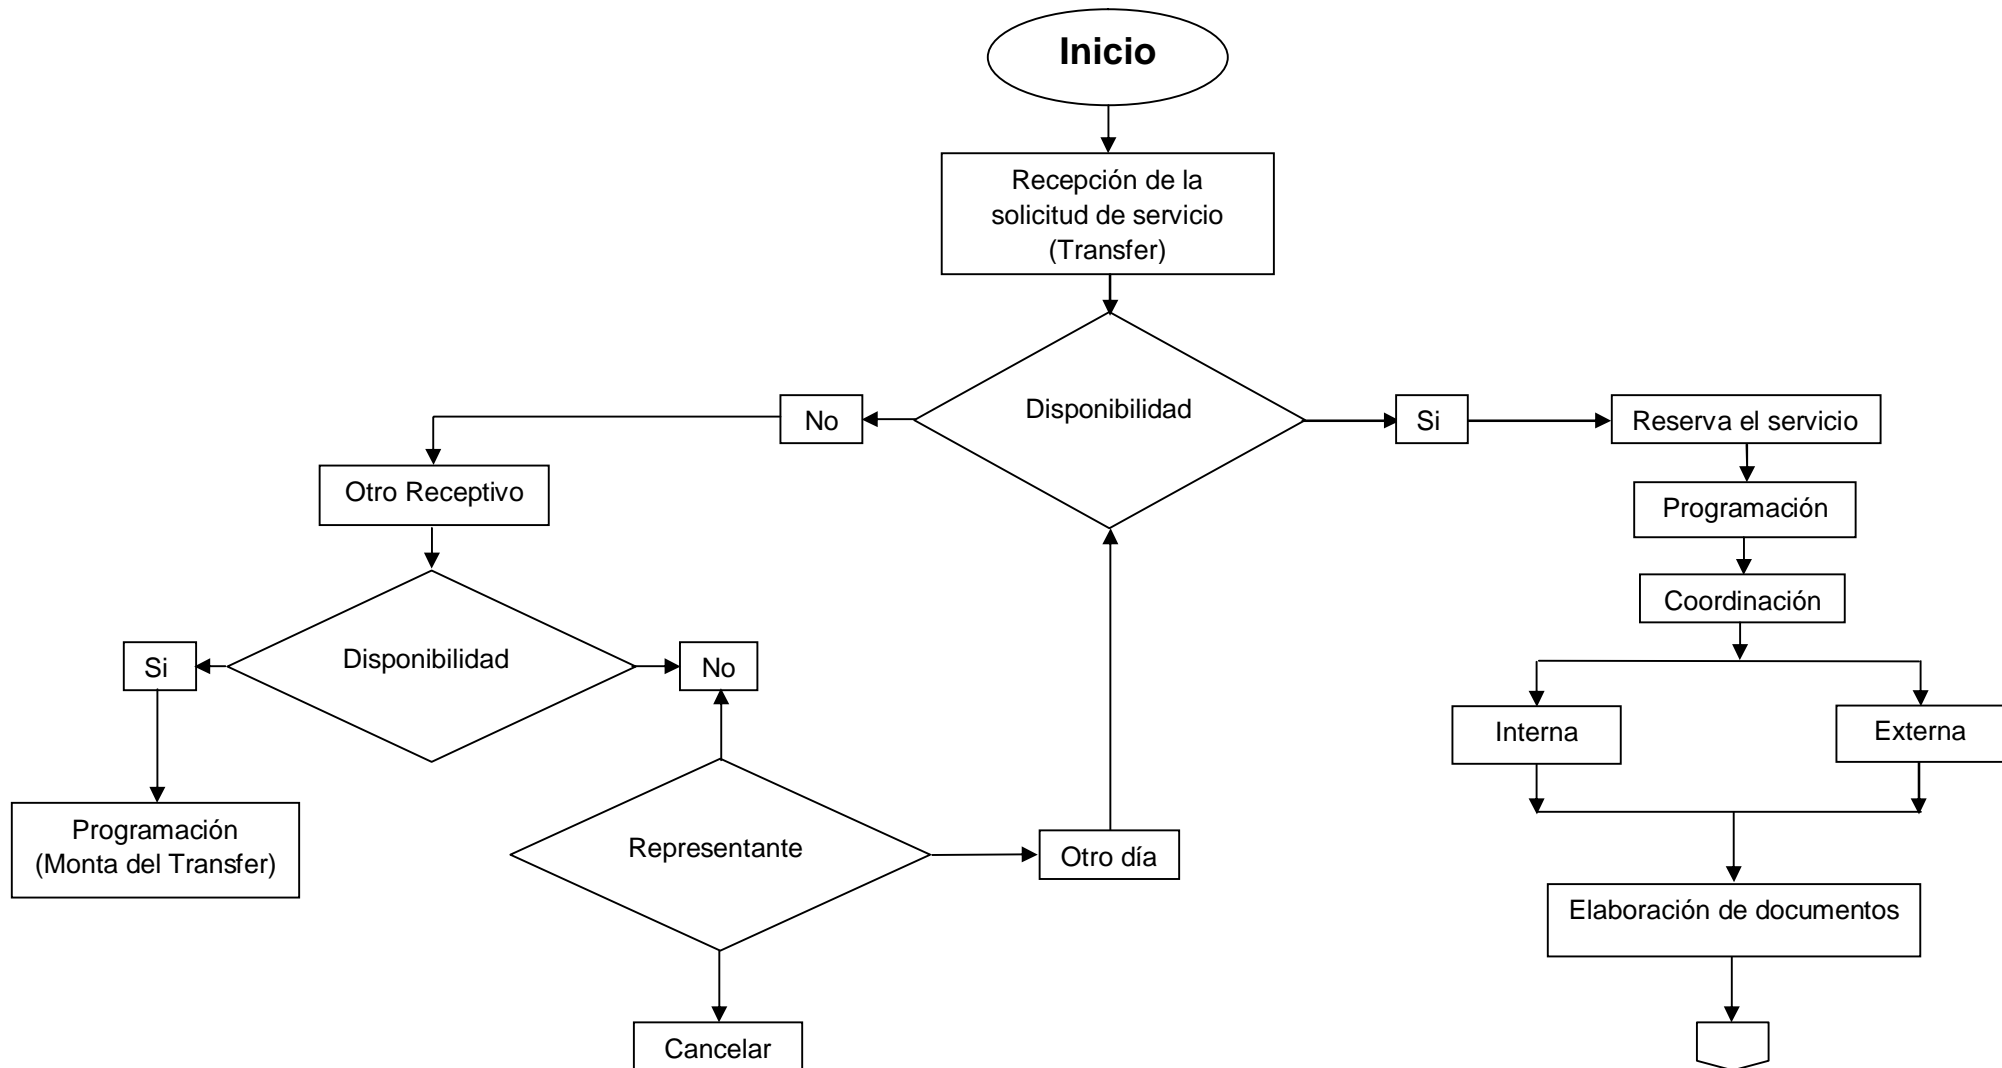 Inicio
Recepción de la
solicitud de servicio
(Transfer)
Disponibilidad
No
Si
Reserva el servicio
Otro Receptivo
Programación
Coordinación
Disponibilidad
Si
No
Interna
Externa
Programación
(Monta del Transfer)
Representante
Otro día
Elaboración de documentos
Cancelar